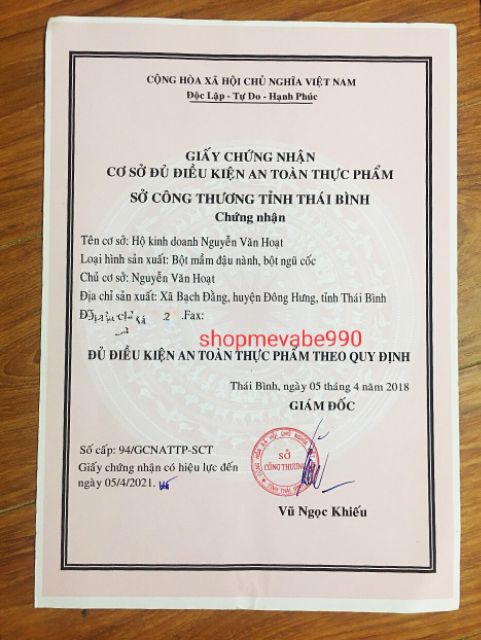 CỘNG HÒA XÃ HỘI CHỦ NGHĨA VIỆT NAM
Độc Lập - Tự Do - Hạnh Phúc
GIẤY CHỨNG NHẬN
CƠ SỞ ĐỦ ĐIỀU KIỆN AN TOÀN THỰC PHẨM
SỞ CÔNG THƯƠNG TỈNH THÁI BÌNH
Chứng nhận
Tên cơ sở: Hộ kinh doanh Nguyễn Văn Hoạt
Loại hình sản xuất: Bột mầm đậu nành, bột ngũ cốc
Chủ cơ sở: Nguyễn Văn Hoạt
Địa chỉ sản xuất: Xã Bạch Đằng, huyện Đông Hưng, tỉnh Thái Bình
2 .Fax:
shopmevabe990
ĐỦ ĐIỀU KIỆN AN TOÀN THỰC PHẨM THEO QUY ĐỊNH
Thái Bình, ngày 05 tháng 4 năm 2018
GIÁM ĐỐC
Số cấp: 94/GCNATTP-SCT
Giấy chứng nhận có hiệu lực đến
ngày 05/4/2021.
SỞ
CÔNG THƯƠNG
Vũ Ngọc Khiếu